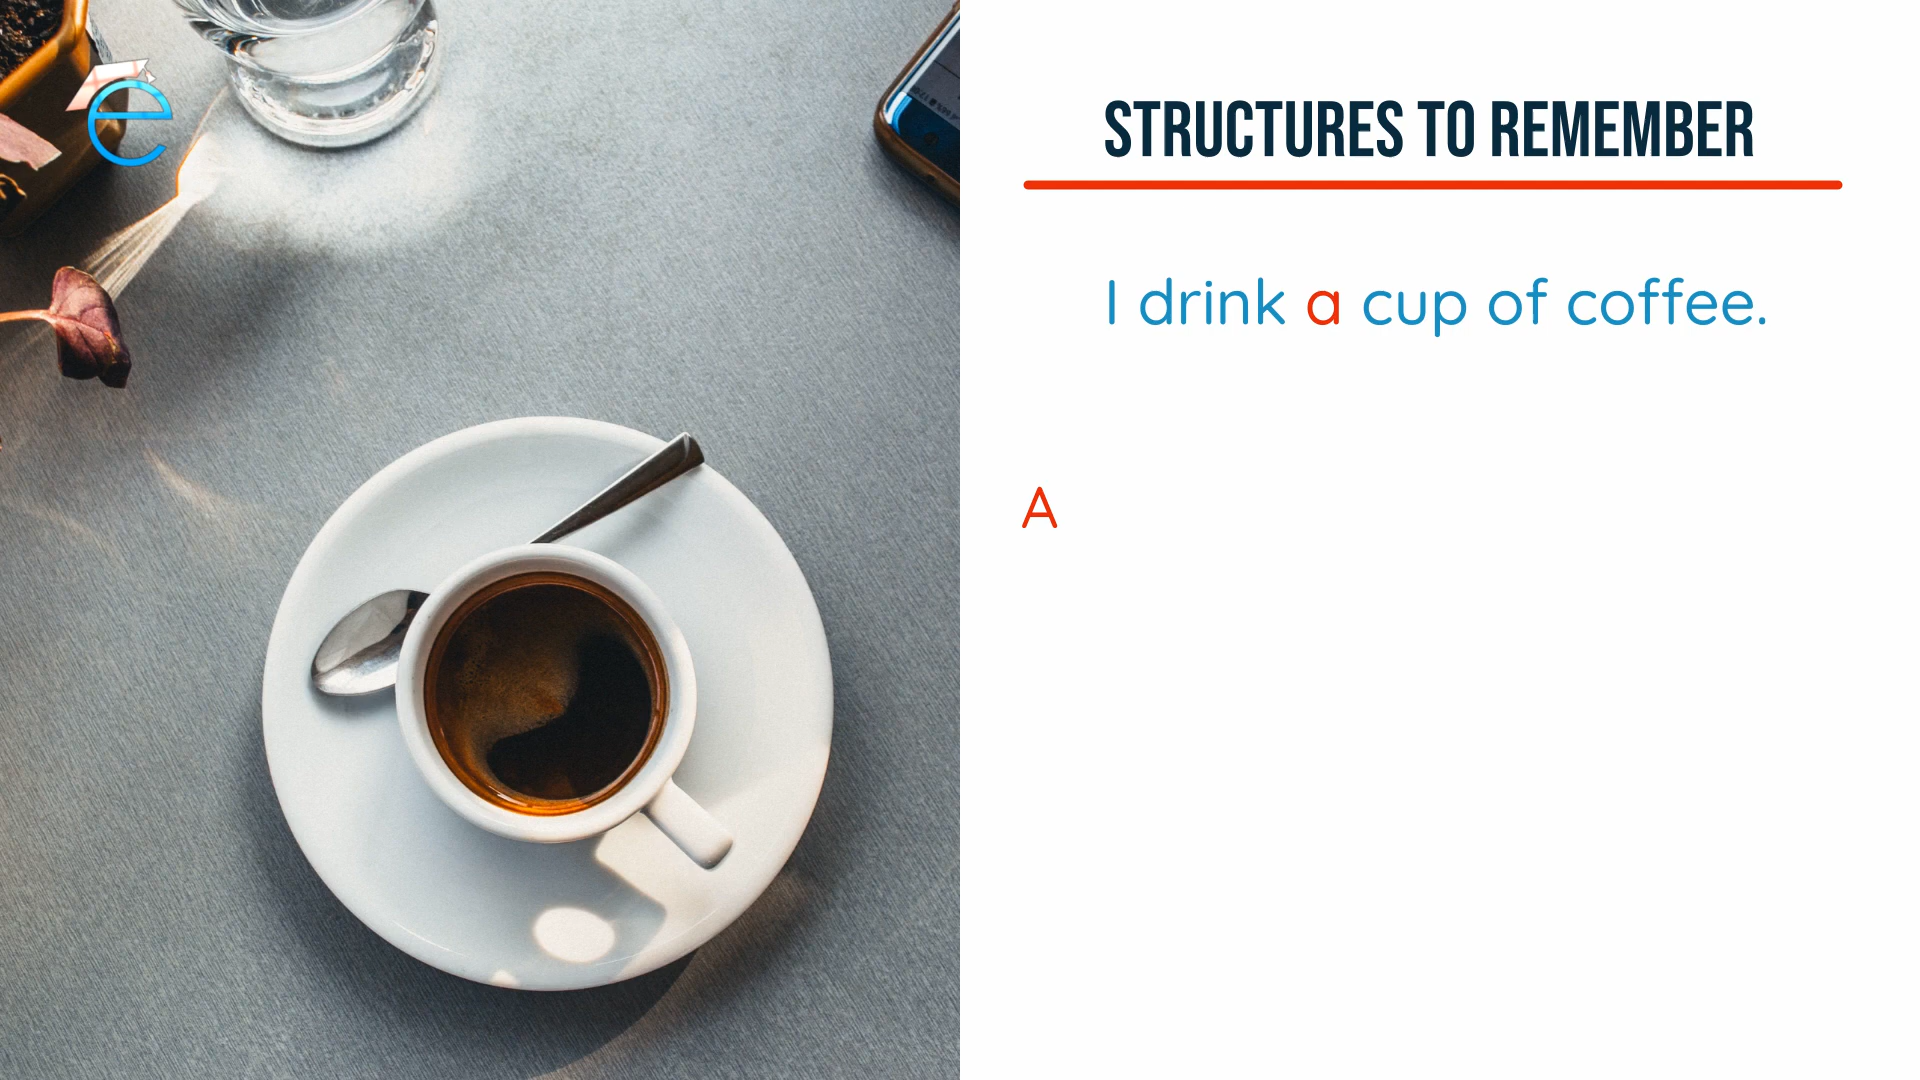 STRUCTURES TO REMEMBER
I drink a cup of coffee.
A